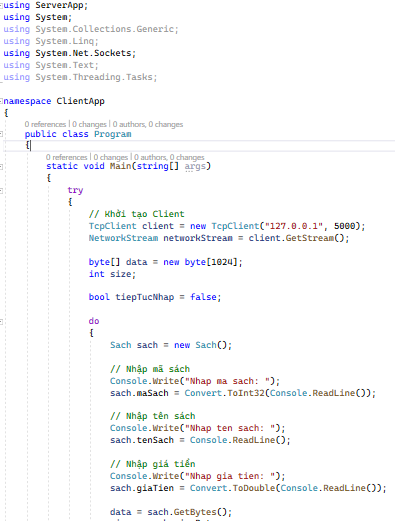 using ServerApp;
using System;
using System.Collections.Generic;
using System.Linq;
using System.Net.Sockets;
using System.Text;
using System.Threading.Tasks;
namespace ClientApp
{
0 references | 0 changes | 0 authors, 0 changes
public class Program
{
0 references | 0 changes | 0 authors, 0 changes
static void Main(string[] args)
{
try
{
// Khởi tạo Client
TcpClient client = new TcpClient("127.0.0.1", 5000);
NetworkStream networkStream = client.GetStream();
byte[] data = new byte[1024];
int size;
bool tiepTucNhap = false;
do
{
Sach sach = new Sach();
// Nhập mã sách
Console.Write("Nhap ma sach: ");
sach.maSach = Convert.ToInt32(Console.ReadLine());
// Nhập tên sách
Console.Write("Nhap ten sach: ");
sach.tenSach = Console.ReadLine();
// Nhập giá tiền
Console.Write("Nhap gia tien: ");
sach.giaTien = Convert.ToDouble(Console.ReadLine());
data = sach.GetBytes();